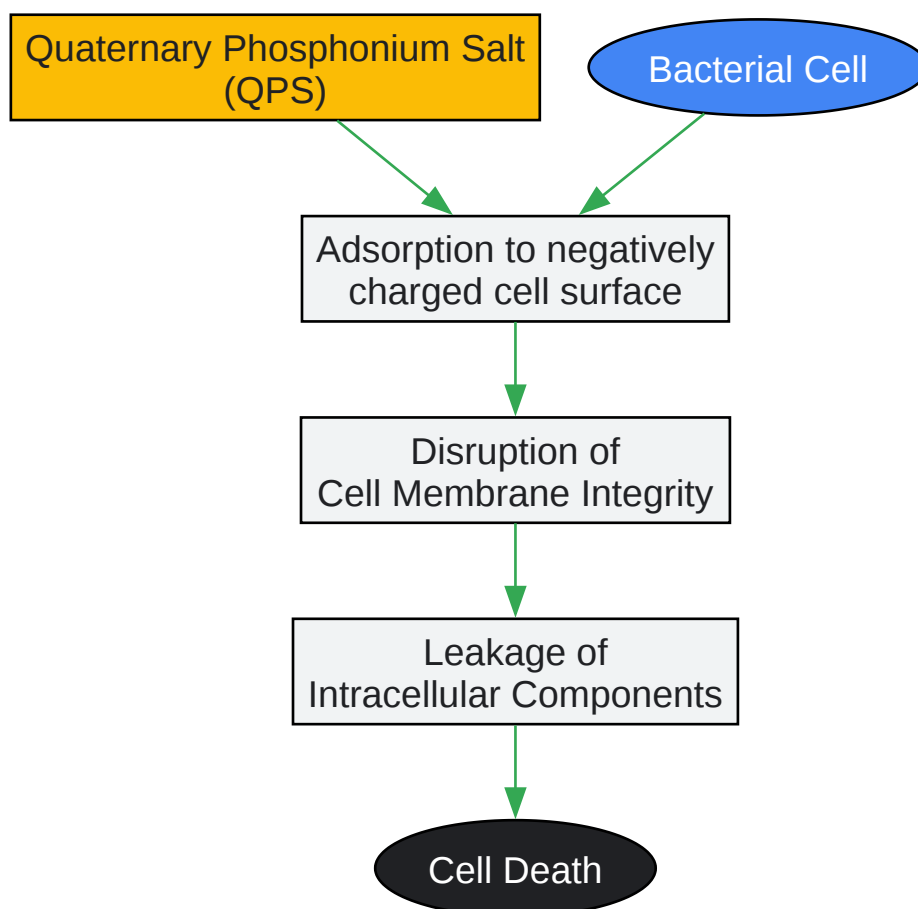 Quaternary Phosphonium Salt
(QPS)
Bacterial Cell
Adsorption to negatively
charged cell surface
Disruption of
Cell Membrane Integrity
Leakage of
Intracellular Components
Cell Death